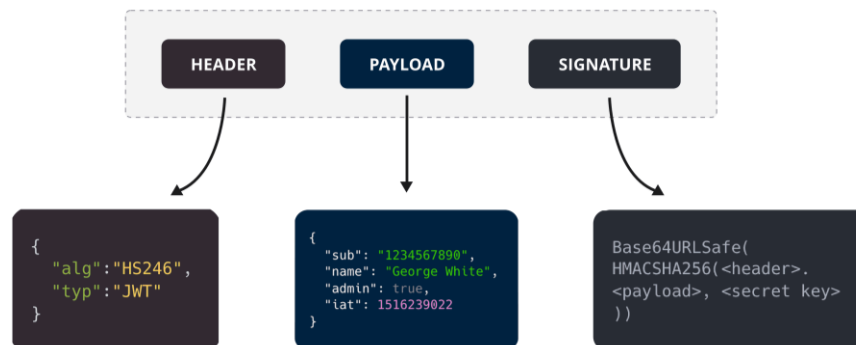 HEADER
PAYLOAD
SIGNATURE
{
"alg":"HS246",
"typ":"JWT"
}
{
"sub": "1234567890",
"name": "George White",
"admin": true,
"iat": 1516239022
}
Base64URLSafe(
HMACSHA256(<header>.
<payload>, <secret key>
))